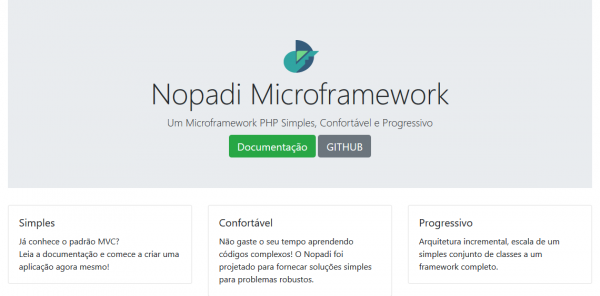 Nopadi Microframework
Um Microframework PHP Simples, Confortável e Progressivo
Documentação GITHUB
Simples
Já conhece o padrão MVC?
Leia a documentação e comece a criar uma
aplicação agora mesmo!
Confortável
Não gaste o seu tempo aprendendo
códigos complexos! O Nopadi foi
projetado para fornecar soluções simples
para problemas robustos.
Progressivo
Arquitetura incremental, escala de um
simples conjunto de classes a um
framework completo.